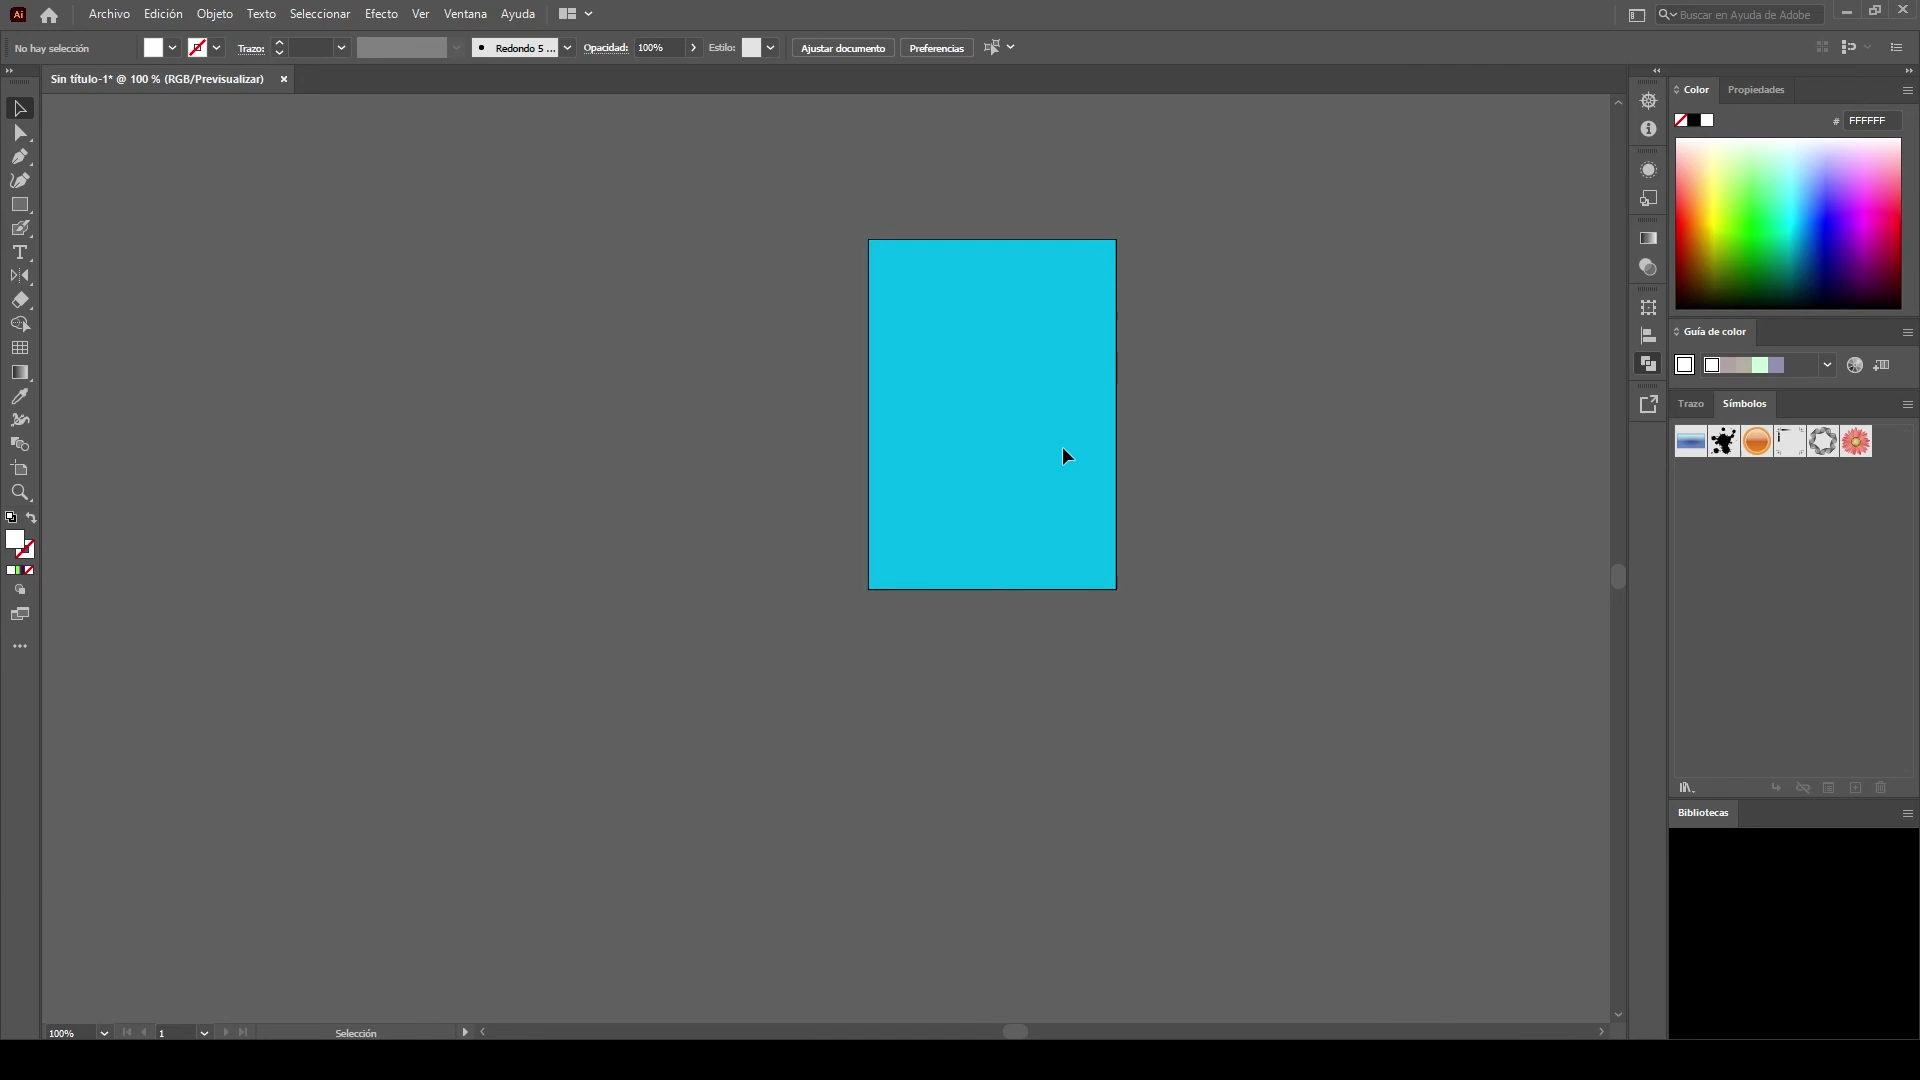 Ai Archivo Edición Objeto Texto Seleccionar Efecto Ver Ventana Ayuda Buscar en Ayuda de Adobe
No hay selección Trazo: Redondo 5 ... Opacidad: 100% Estilo: Ajustar documento Preferencias
Sin título-1* @ 100 % (RGB/Previsualizar)
Color Propiedades
# FFFFFF
Guía de color
Trazo Símbolos
Bibliotecas
100% 1 Selección